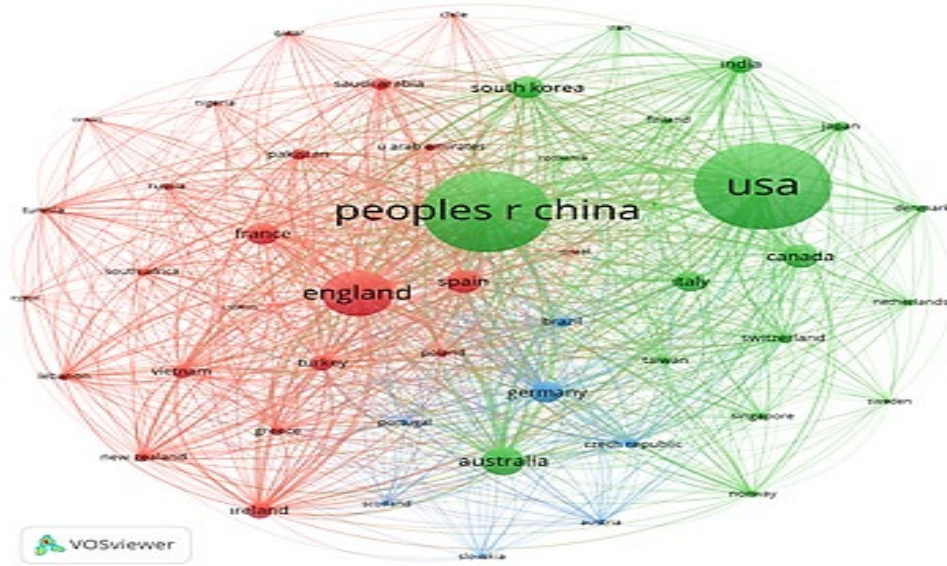 chile
qatar
iran
india
saudi arabia
south korea
nigeria
finland
japan
u arab emirates
pakistan
romania
russia
usa
peoples r china
denmark
france
canada
south africa
spain
italy
england
netherlands
brazil
switzerland
poland
taiwan
turkey
vietnam
lebanon
germany
sweden
singapore
portugal
greece
czech republic
new zealand
australia
norway
scotland
ireland
austria
slovakia
VOSviewer